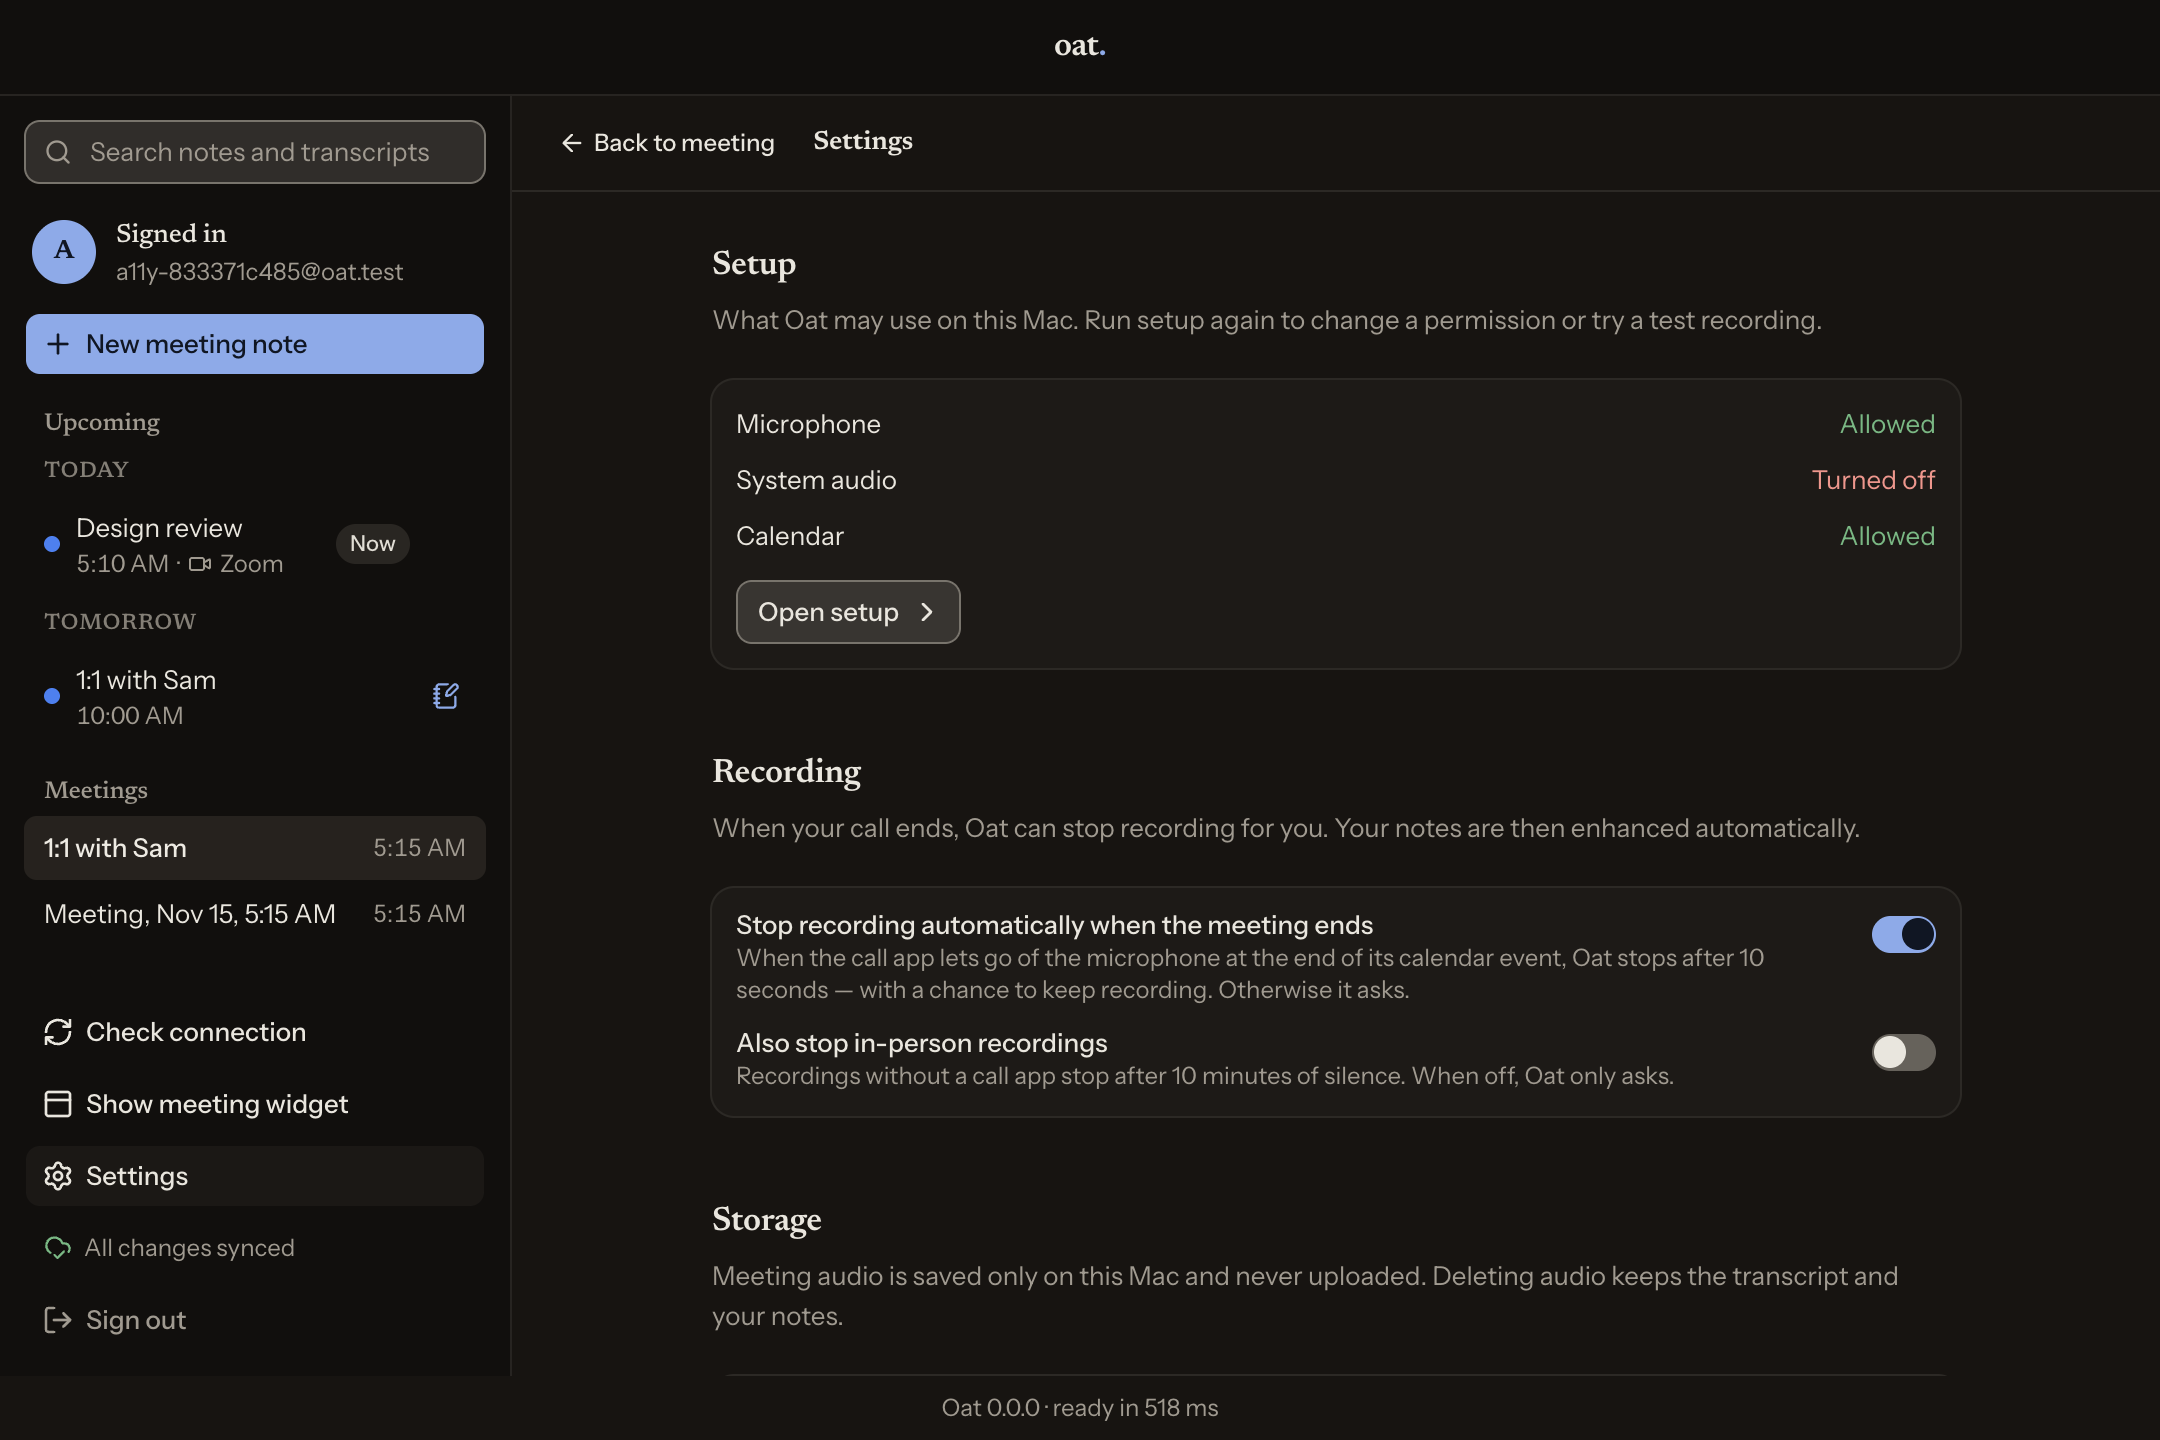 oat.
Search notes and transcripts
A
Signed in
a11y-833371c485@oat.test
New meeting note
Upcoming
TODAY
Design review
5:10 AM · Zoom
Now
TOMORROW
1:1 with Sam
10:00 AM
Meetings
1:1 with Sam 5:15 AM
Meeting, Nov 15, 5:15 AM 5:15 AM
Check connection
Show meeting widget
Settings
All changes synced
Sign out
Back to meeting
Settings
Setup
What Oat may use on this Mac. Run setup again to change a permission or try a test recording.
Microphone Allowed
System audio Turned off
Calendar Allowed
Open setup
Recording
When your call ends, Oat can stop recording for you. Your notes are then enhanced automatically.
Stop recording automatically when the meeting ends
When the call app lets go of the microphone at the end of its calendar event, Oat stops after 10
seconds — with a chance to keep recording. Otherwise it asks.
Also stop in-person recordings
Recordings without a call app stop after 10 minutes of silence. When off, Oat only asks.
Storage
Meeting audio is saved only on this Mac and never uploaded. Deleting audio keeps the transcript and
your notes.
Oat 0.0.0 · ready in 518 ms